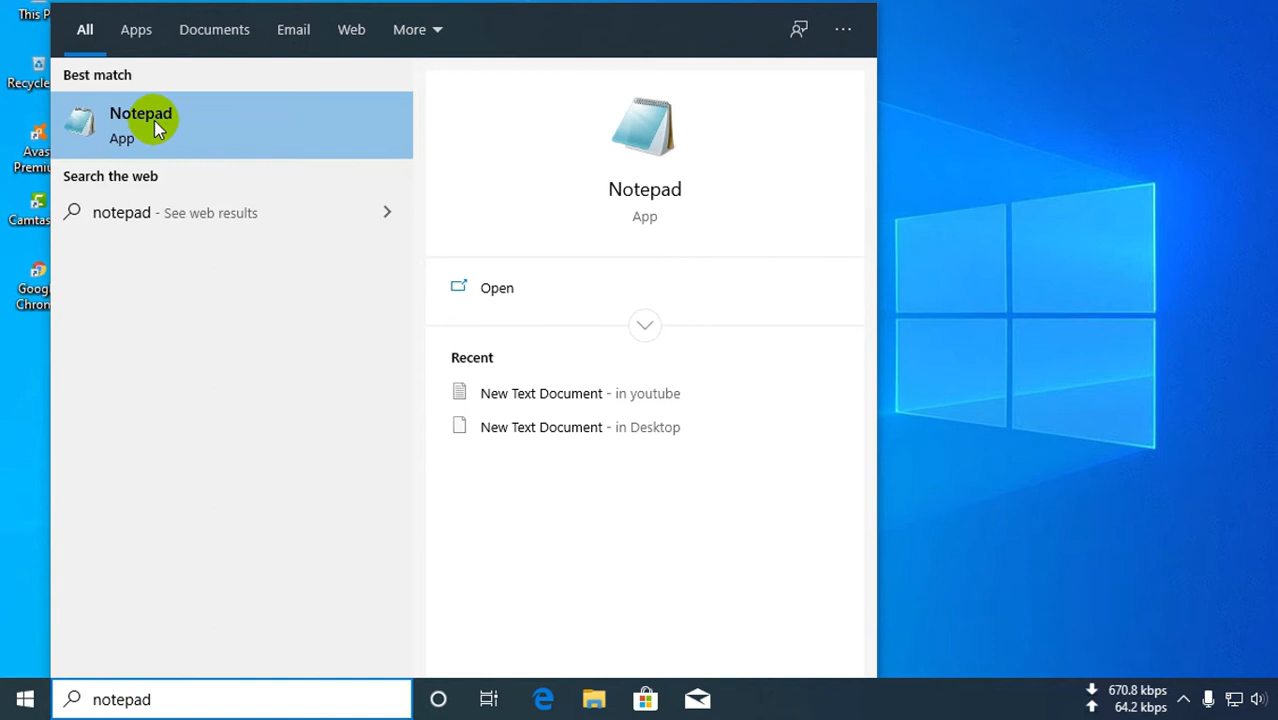 This P
All Apps Documents Email Web More
Best match
Notepad
App
Search the web
notepad - See web results
Notepad
App
Open
Recent
New Text Document - in youtube
New Text Document - in Desktop
Recycle
Avas
Premiu
Camtas
Goog
Chrom
notepad
670.8 kbps
64.2 kbps